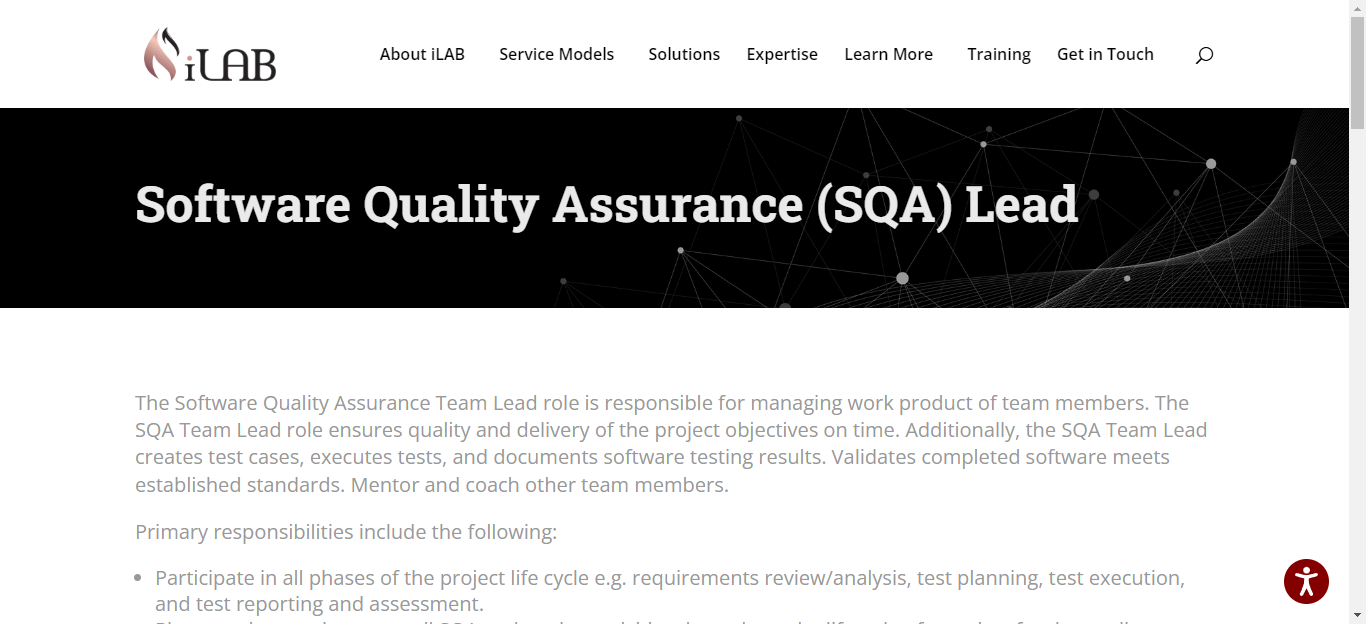 iLAB
About iLAB Service Models Solutions Expertise Learn More Training Get in Touch
Software Quality Assurance (SQA) Lead
The Software Quality Assurance Team Lead role is responsible for managing work product of team members. The
SQA Team Lead role ensures quality and delivery of the project objectives on time. Additionally, the SQA Team Lead
creates test cases, executes tests, and documents software testing results. Validates completed software meets
established standards. Mentor and coach other team members.
Primary responsibilities include the following:
• Participate in all phases of the project life cycle e.g. requirements review/analysis, test planning, test execution,
and test reporting and assessment.